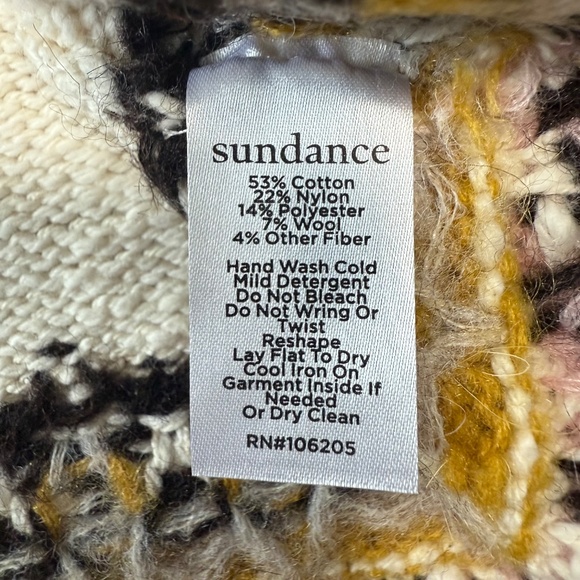 sundance
53% Cotton
22% Nylon
14% Polyester
7% Wool
4% Other Fiber
Hand Wash Cold
Mild Detergent
Do Not Bleach
Do Not Wring Or
Twist
Reshape
Lay Flat To Dry
Cool Iron On
Garment Inside If
Needed
Or Dry Clean
RN#106205